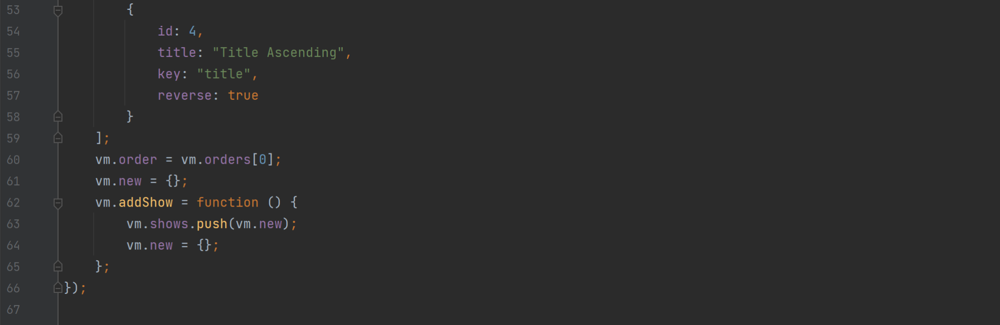 53 {
54 id: 4,
55 title: "Title Ascending",
56 key: "title",
57 reverse: true
58 }
59 ];
60 vm.order = vm.orders[0];
61 vm.new = {};
62 vm.addShow = function () {
63 vm.shows.push(vm.new);
64 vm.new = {};
65 };
66 });
67